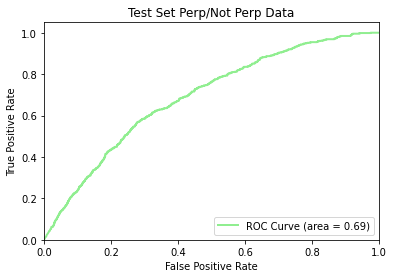 Test Set Perp/Not Perp Data
True Positive Rate
1.0
0.8
0.6
0.4
0.2
0.0
ROC Curve (area = 0.69)
0.0 0.2 0.4 0.6 0.8 1.0
False Positive Rate